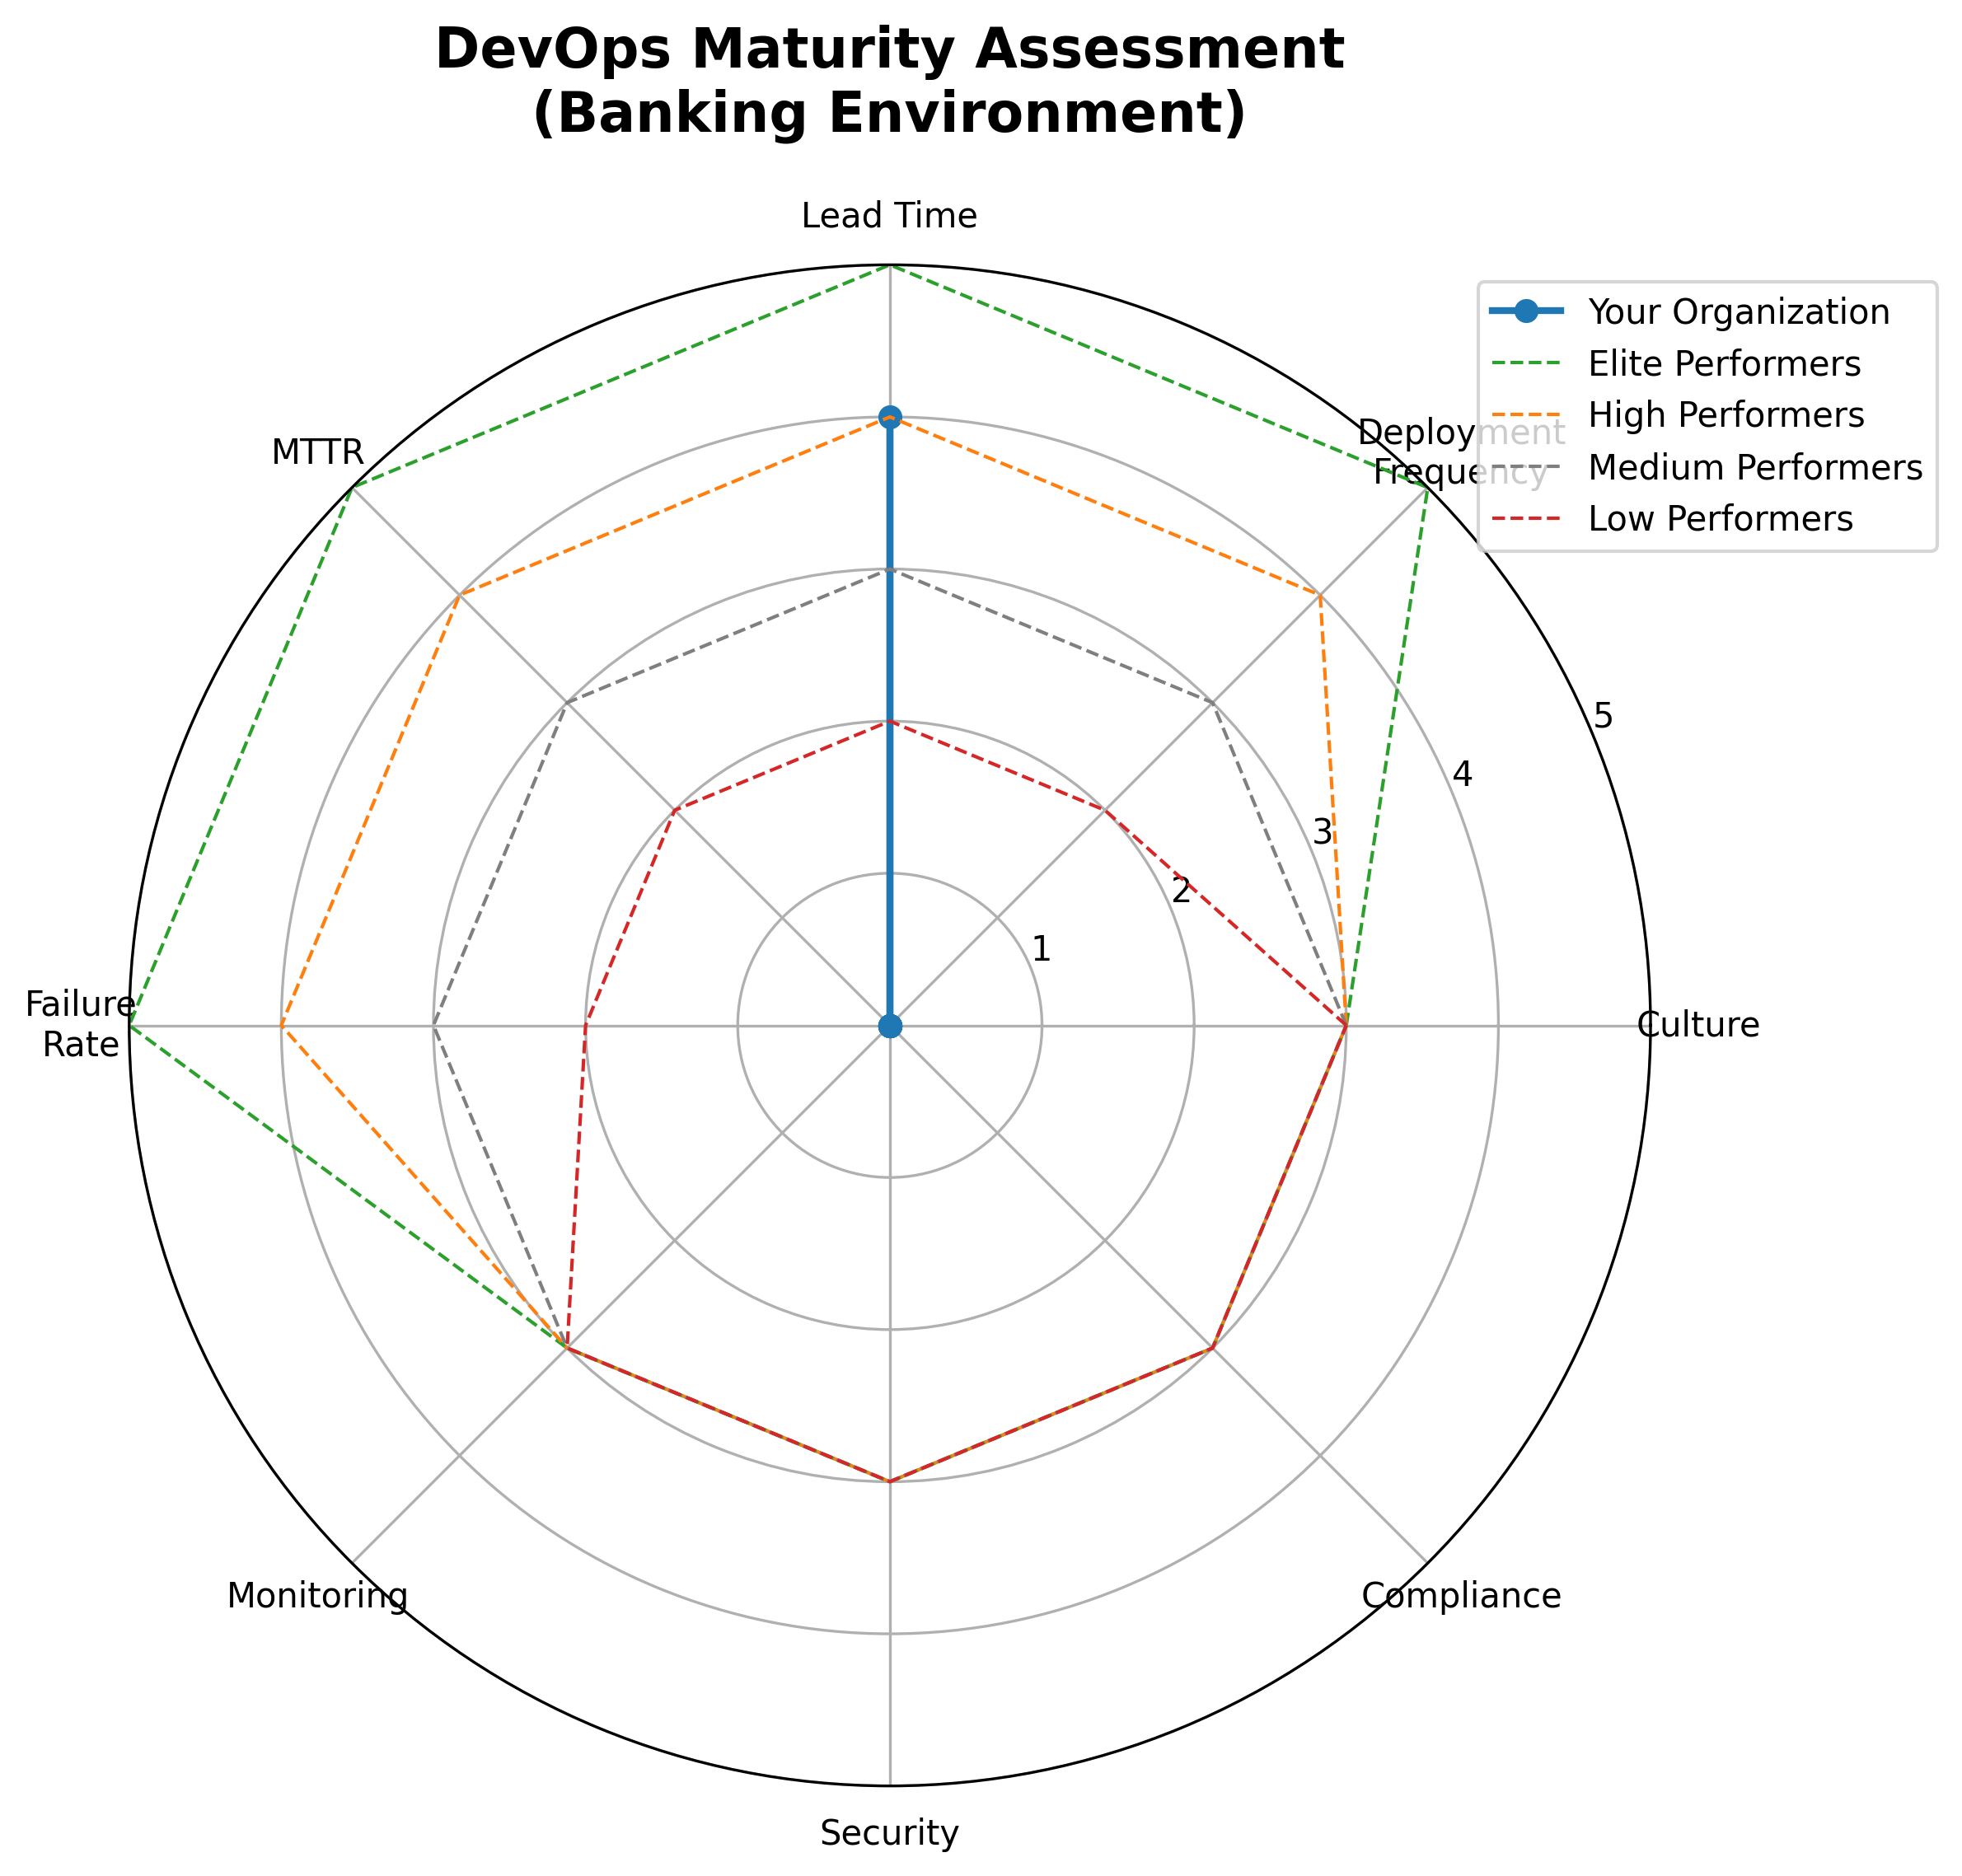 DevOps Maturity Assessment
(Banking Environment)
Lead Time
Your Organization
Elite Performers
High Performers
Medium Performers
Low Performers
MTTR
Deployment
Frequency
5
4
3
2
1
Failure
Rate
Culture
Monitoring
Compliance
Security